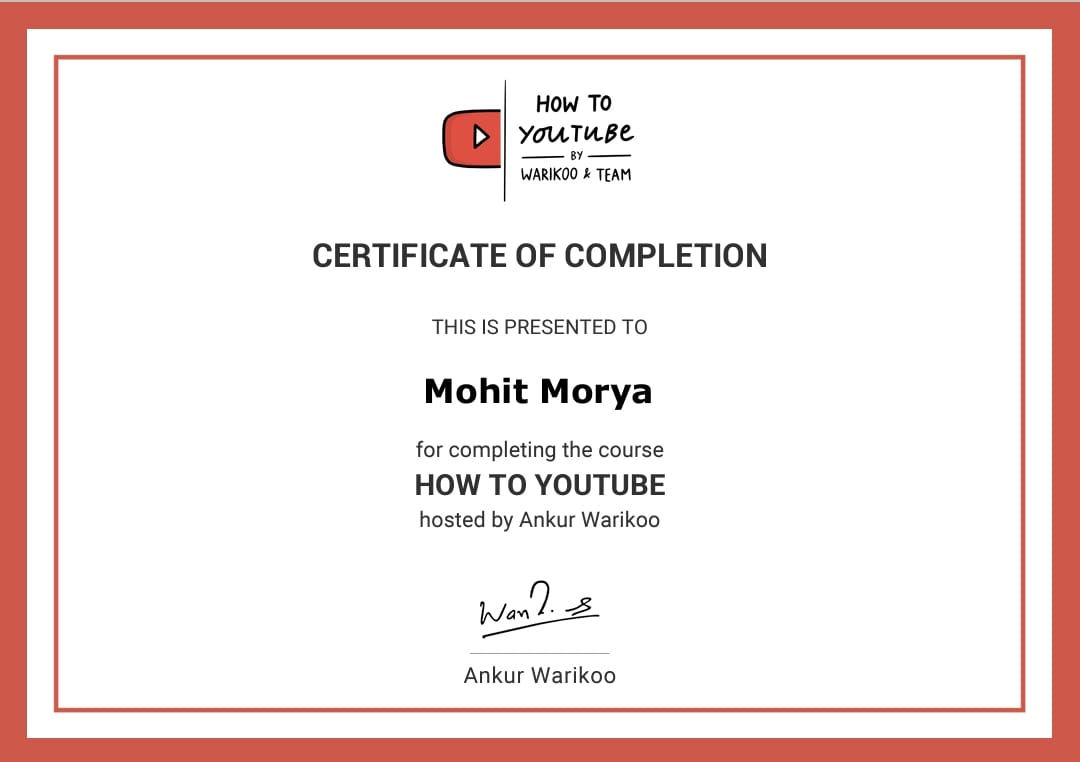 HOW TO
YOUTUBE
BY
WARIKOO & TEAM
CERTIFICATE OF COMPLETION
THIS IS PRESENTED TO
Mohit Morya
for completing the course
HOW TO YOUTUBE
hosted by Ankur Warikoo
Ankur Warikoo